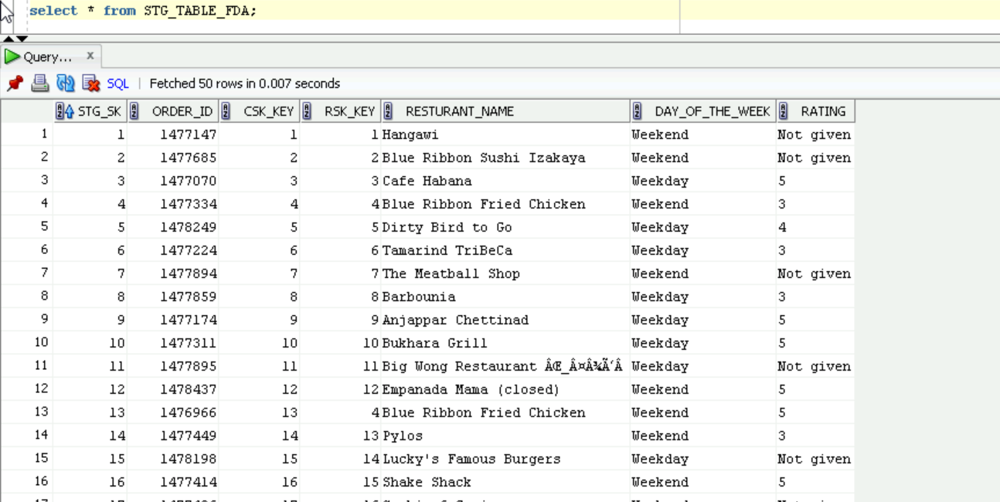 select * from STG_TABLE_FDA;
Query... x
SQL | Fetched 50 rows in 0.007 seconds
STG_SK ORDER_ID CSK_KEY RSK_KEY RESTURANT_NAME DAY_OF_THE_WEEK RATING
1 1 1477147 1 1 Hangawi Weekend Not given
2 2 1477685 2 2 Blue Ribbon Sushi Izakaya Weekend Not given
3 3 1477070 3 3 Cafe Habana Weekday 5
4 4 1477334 4 4 Blue Ribbon Fried Chicken Weekend 3
5 5 1478249 5 5 Dirty Bird to Go Weekday 4
6 6 1477224 6 6 Tamarind TriBeCa Weekday 3
7 7 1477894 7 7 The Meatball Shop Weekend Not given
8 8 1477859 8 8 Barbounia Weekday 3
9 9 1477174 9 9 Anjappar Chettinad Weekday 5
10 10 1477311 10 10 Bukhara Grill Weekday 5
11 11 1477895 11 11 Big Wong Restaurant ÂŒ_Â¤Â¾Ã‘Â Weekday Not given
12 12 1478437 12 12 Empanada Mama (closed) Weekend 5
13 13 1476966 13 4 Blue Ribbon Fried Chicken Weekend 5
14 14 1477449 14 13 Pylos Weekend 3
15 15 1478198 15 14 Lucky's Famous Burgers Weekday Not given
16 16 1477414 16 15 Shake Shack Weekend 5